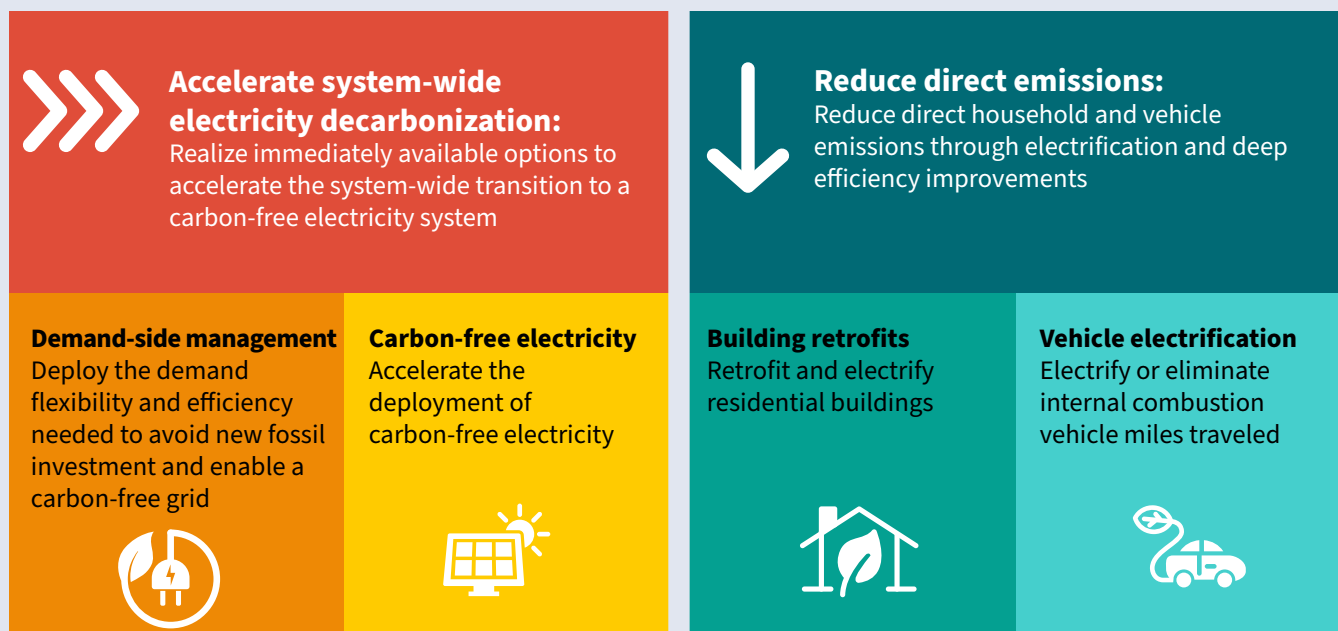 Accelerate system-wide
electricity decarbonization:
Realize immediately available options to
accelerate the system-wide transition to a
carbon-free electricity system
Reduce direct emissions:
Reduce direct household and vehicle
emissions through electrification and deep
efficiency improvements
Demand-side management
Deploy the demand
flexibility and efficiency
needed to avoid new fossil
investment and enable a
carbon-free grid
Carbon-free electricity
Accelerate the
deployment of
carbon-free electricity
Building retrofits
Retrofit and electrify
residential buildings
Vehicle electrification
Electrify or eliminate
internal combustion
vehicle miles traveled